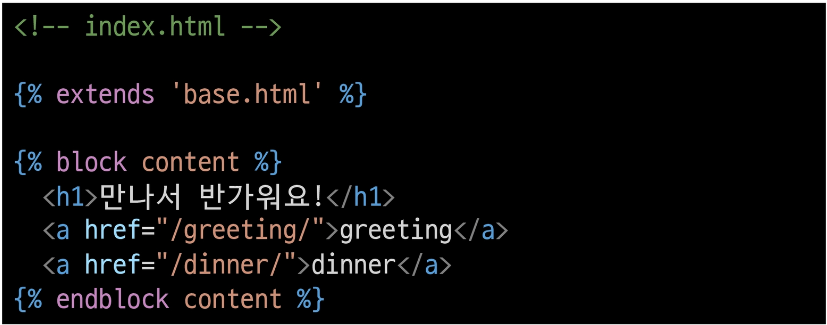 <!-- index.html -->
{% extends 'base.html' %}
{% block content %}
<h1>만나서 반가워요!</h1>
<a href="/greeting/">greeting</a>
<a href="/dinner/">dinner</a>
{% endblock content %}